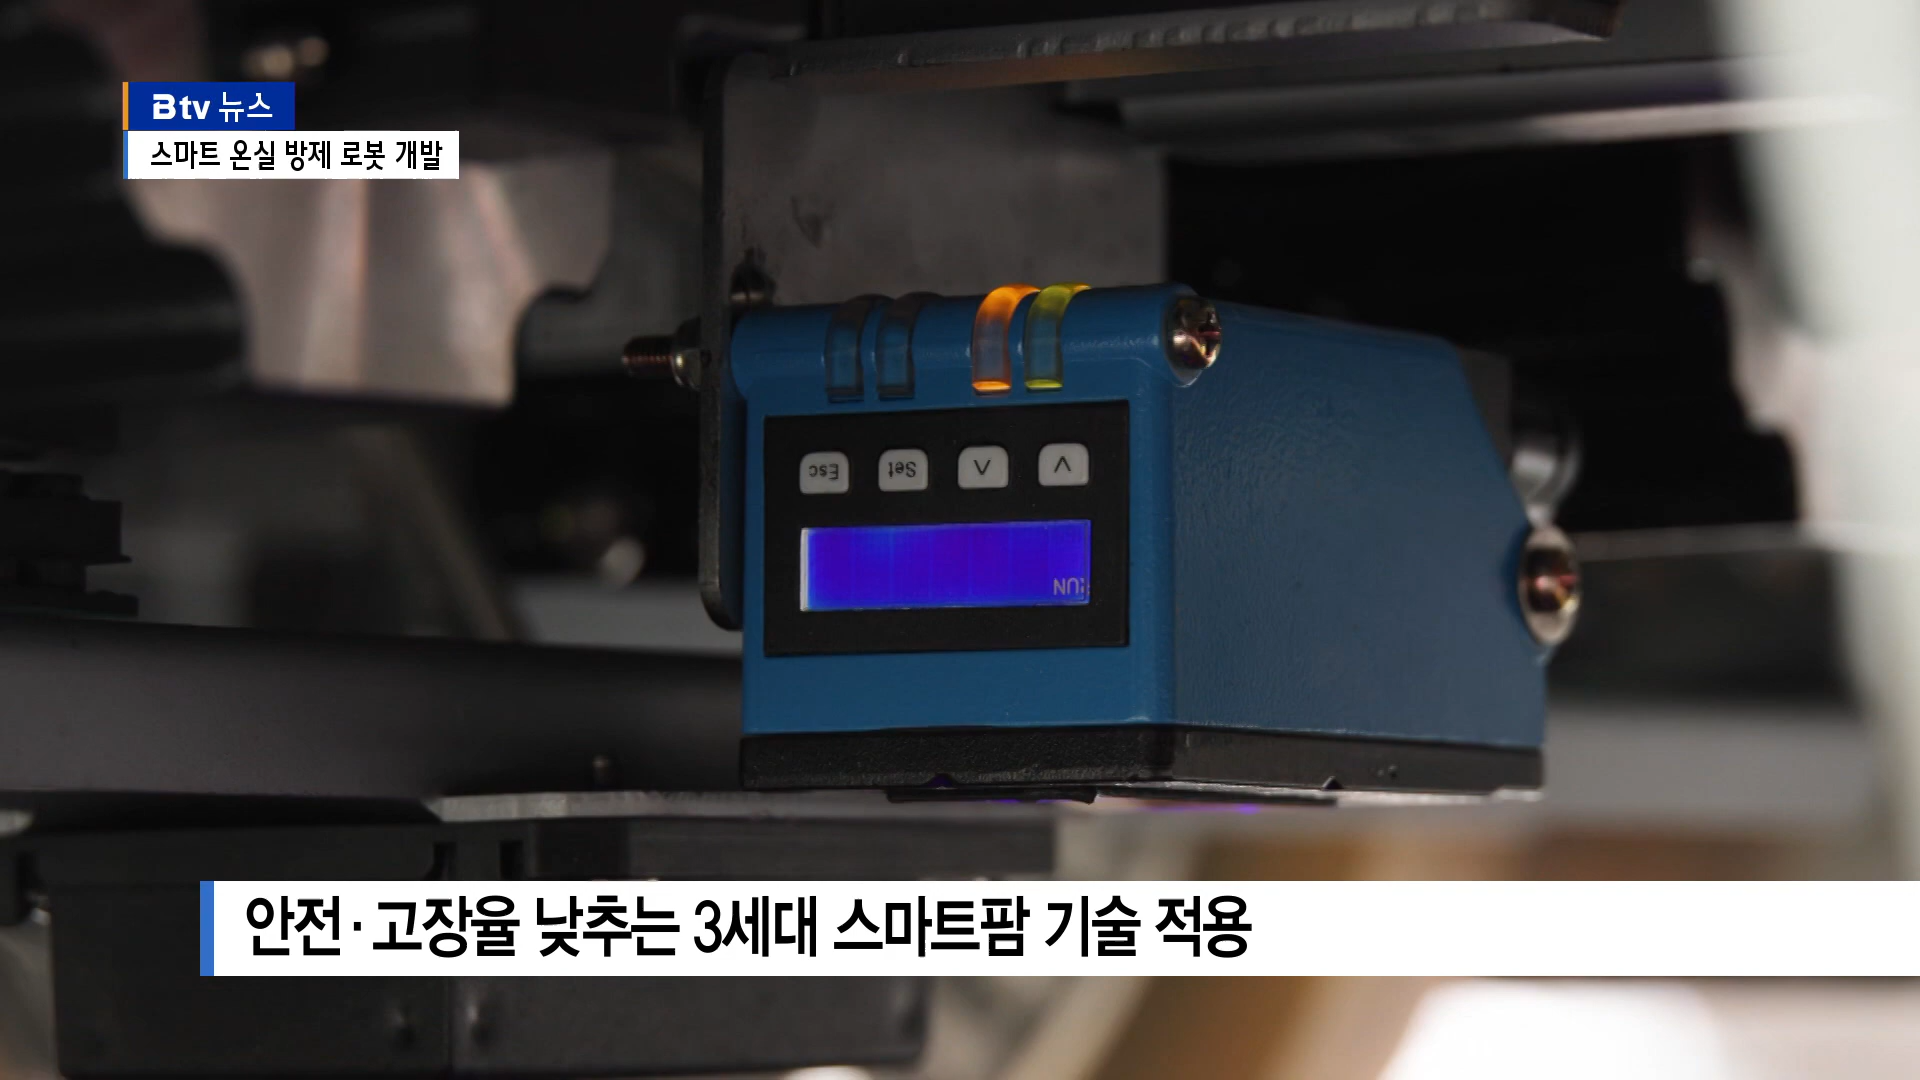 Btv 뉴스
스마트 온실 방제 로봇 개발
Esc Set
안전·고장율 낮추는 3세대 스마트팜 기술 적용